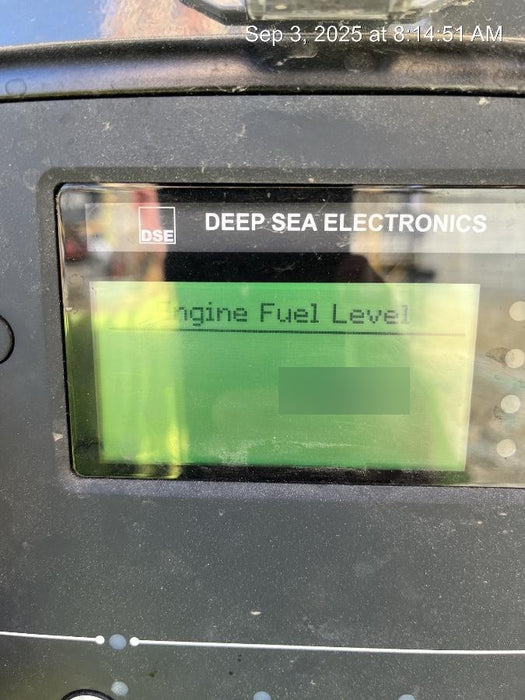 Sep 3, 2025 at 8:14:51 AM
DSE
DEEP SEA ELECTRONICS
Engine Fuel Level